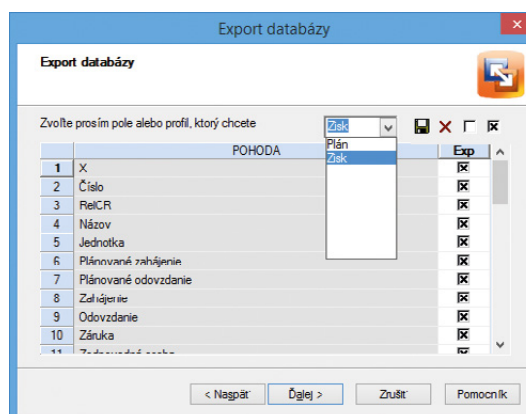 Export databázy
×
Export databázy
Zvoľte prosím pole alebo profil, ktorý chcete Zisk
Plán
Zisk
POHODA Exp
1 X
2 Číslo
3 RelCR
4 Názov
5 Jednotka
6 Plánované zahájenie
7 Plánované odovzdanie
8 Zahájenie
9 Odovzdanie
10 Záruka
11 Zodpovedná osoba
< Naspäť Ďalej > Zrušiť Pomocník